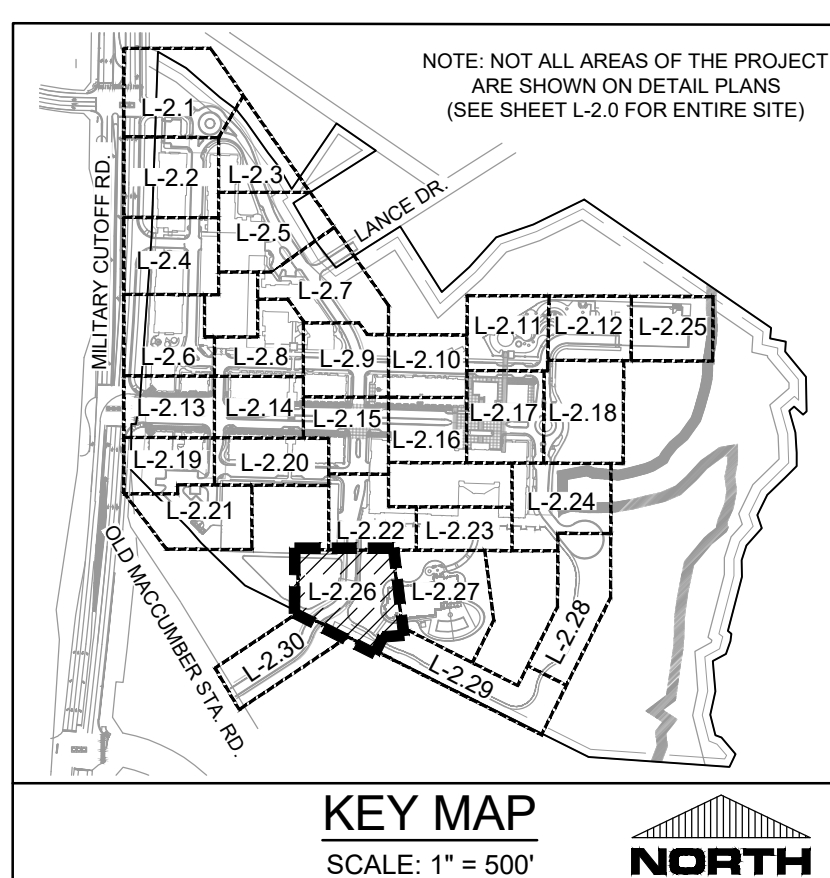 NOTE: NOT ALL AREAS OF THE PROJECT
ARE SHOWN ON DETAIL PLANS
(SEE SHEET L-2.0 FOR ENTIRE SITE)
MILITARY CUTOFF RD.
LANCE DR.
OLD MACCUMBER STA. RD.
L-2.1
L-2.2
L-2.3
L-2.4
L-2.5
L-2.6
L-2.7
L-2.8
L-2.9
L-2.10
L-2.11
L-2.12
L-2.25
L-2.13
L-2.14
L-2.15
L-2.16
L-2.17
L-2.18
L-2.19
L-2.20
L-2.21
L-2.22
L-2.23
L-2.24
L-2.26
L-2.27
L-2.28
L-2.29
L-2.30
KEY MAP
SCALE: 1" = 500'
NORTH